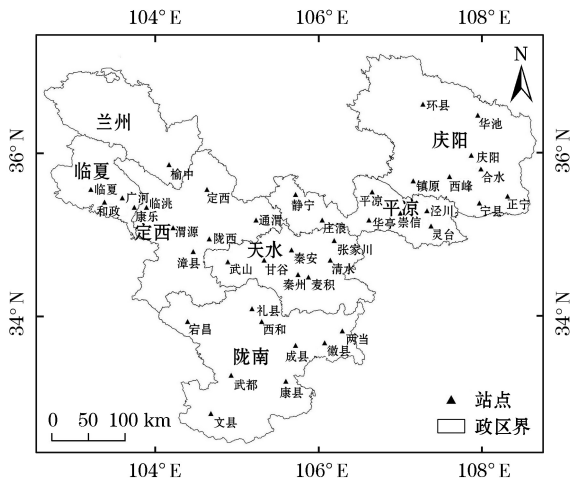 104°E 106°E 108°E
N
环县
华池
兰州
庆阳
36°N 36°N
庆阳
榆中
合水
临夏
镇原 西峰
临夏 广河 临洮 定西 静宁 平凉 正宁
和政 康乐 平凉 泾川 宁县
定西 渭源 通渭 庄浪 华亭 崇信
陇西 天水 张家川 灵台
漳县 秦安
武山 甘谷 清水
秦州 麦积
34°N 34°N
礼县
宕昌 西和 两当
陇南 成县 徽县
武都 康县
站点
文县
0 50 100 km 政区界
104°E 106°E 108°E